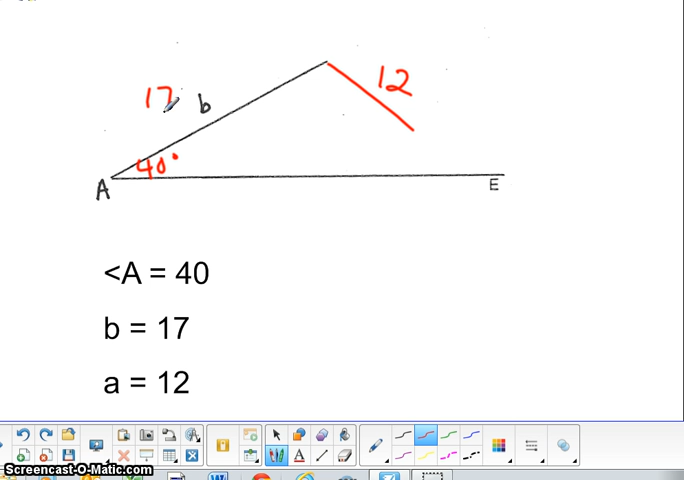 12
17 b
40°
A
E
<A = 40
b = 17
a = 12
Screencast-O-Matic.com